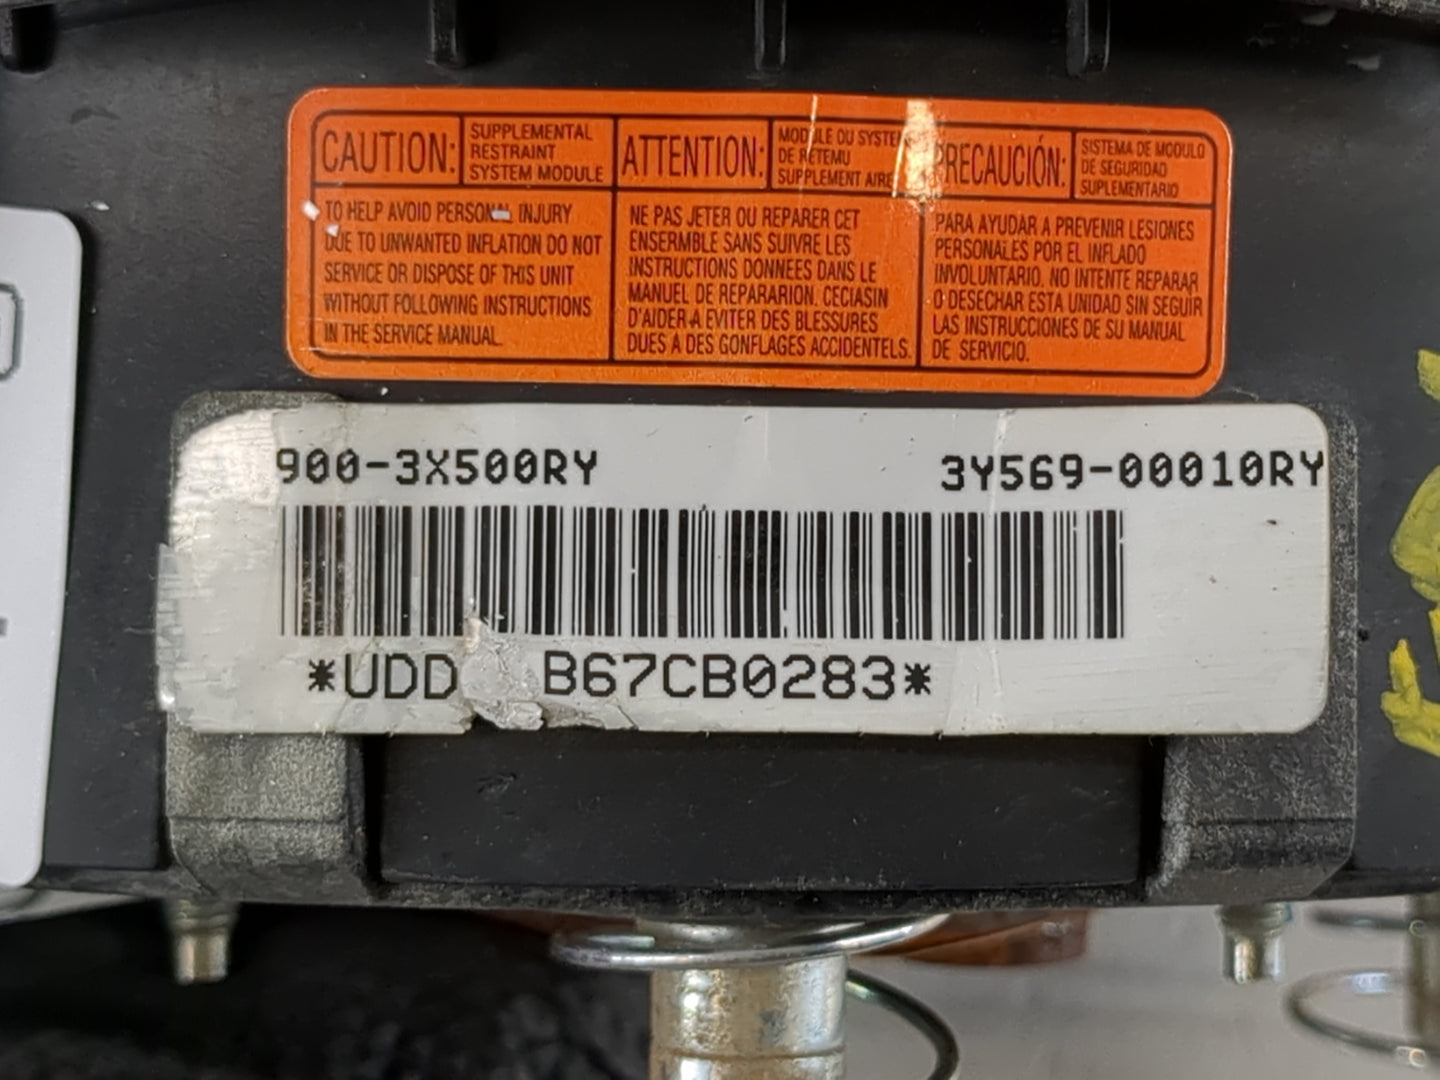 CAUTION:
SUPPLEMENTAL
RESTRAINT
SYSTEM MODULE
TO HELP AVOID PERSONAL INJURY
DUE TO UNWANTED INFLATION DO NOT
SERVICE OR DISPOSE OF THIS UNIT
WITHOUT FOLLOWING INSTRUCTIONS
IN THE SERVICE MANUAL.
ATTENTION:
MODULE OU SYSTEME
DE RETEMU
SUPPLEMENT AIRE
NE PAS JETER OU REPARER CET
ENSERMBLE SANS SUIVRE LES
INSTRUCTIONS DONNEES DANS LE
MANUEL DE REPARARION. CECIASIN
D'AIDER A EVITER DES BLESSURES
DUES A DES GONFLAGES ACCIDENTELS.
PRECAUCIÓN:
SISTEMA DE MODULO
DE SEGURIDAD
SUPLEMENTARIO
PARA AYUDAR A PREVENIR LESIONES
PERSONALES POR EL INFLADO
INVOLUNTARIO. NO INTENTE REPARAR
O DESECHAR ESTA UNIDAD SIN SEGUIR
LAS INSTRUCCIONES DE SU MANUAL
DE SERVICIO.
900-3X500RY 3Y569-00010RY
*UDD B67CB0283*